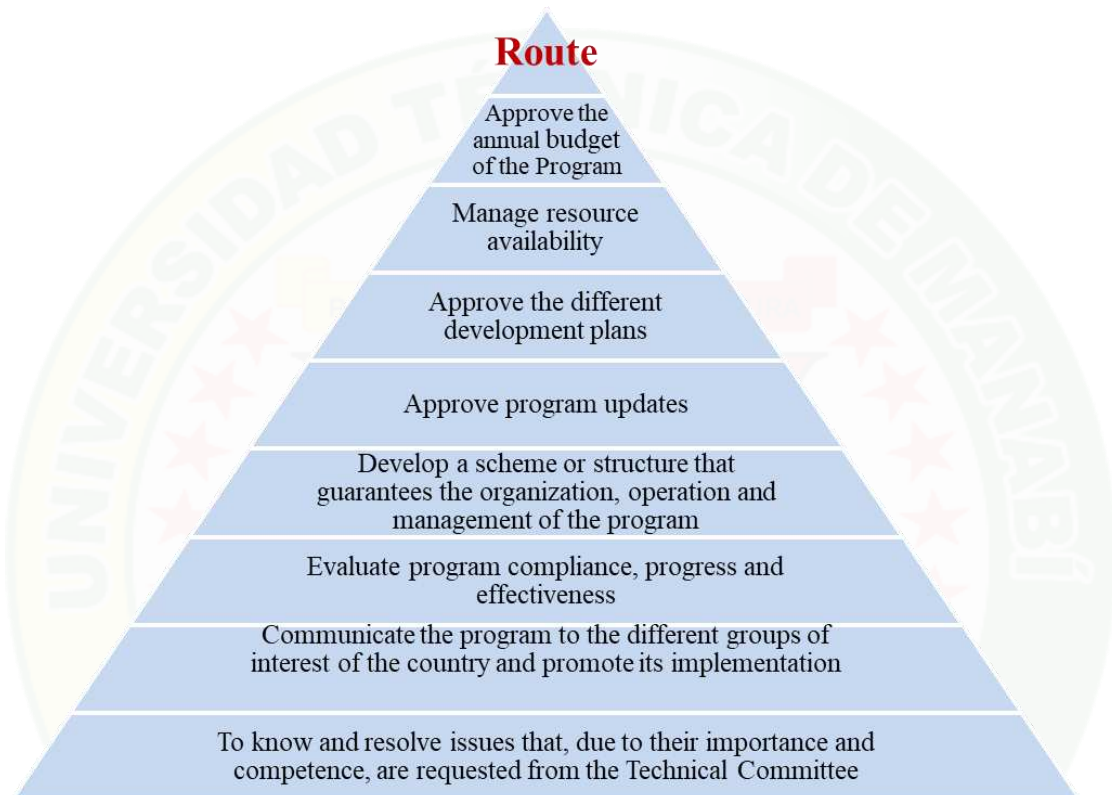 Route
Approve the
annual budget
of the Program
Manage resource
availability
Approve the different
development plans
Approve program updates
Develop a scheme or structure that
guarantees the organization, operation and
management of the program
Evaluate program compliance, progress and
effectiveness
Communicate the program to the different groups of
interest of the country and promote its implementation
To know and resolve issues that, due to their importance and
competence, are requested from the Technical Committee
UNIVERSIDAD TÉCNICA DE MANABÍ